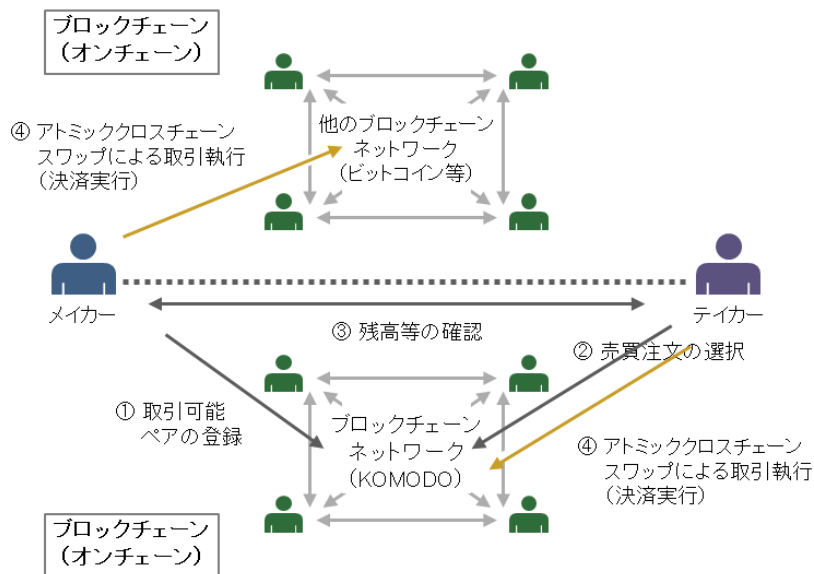 ブロックチェーン
(オンチェーン)
④ アトミッククロスチェーン
スワップによる取引執行
(決済実行)
他のブロックチェーン
ネットワーク
(ビットコイン等)
メイカー
テイカー
③ 残高等の確認
② 売買注文の選択
① 取引可能
ペアの登録
ブロックチェーン
ネットワーク
(KOMODO)
④ アトミッククロスチェーン
スワップによる取引執行
(決済実行)
ブロックチェーン
(オンチェーン)